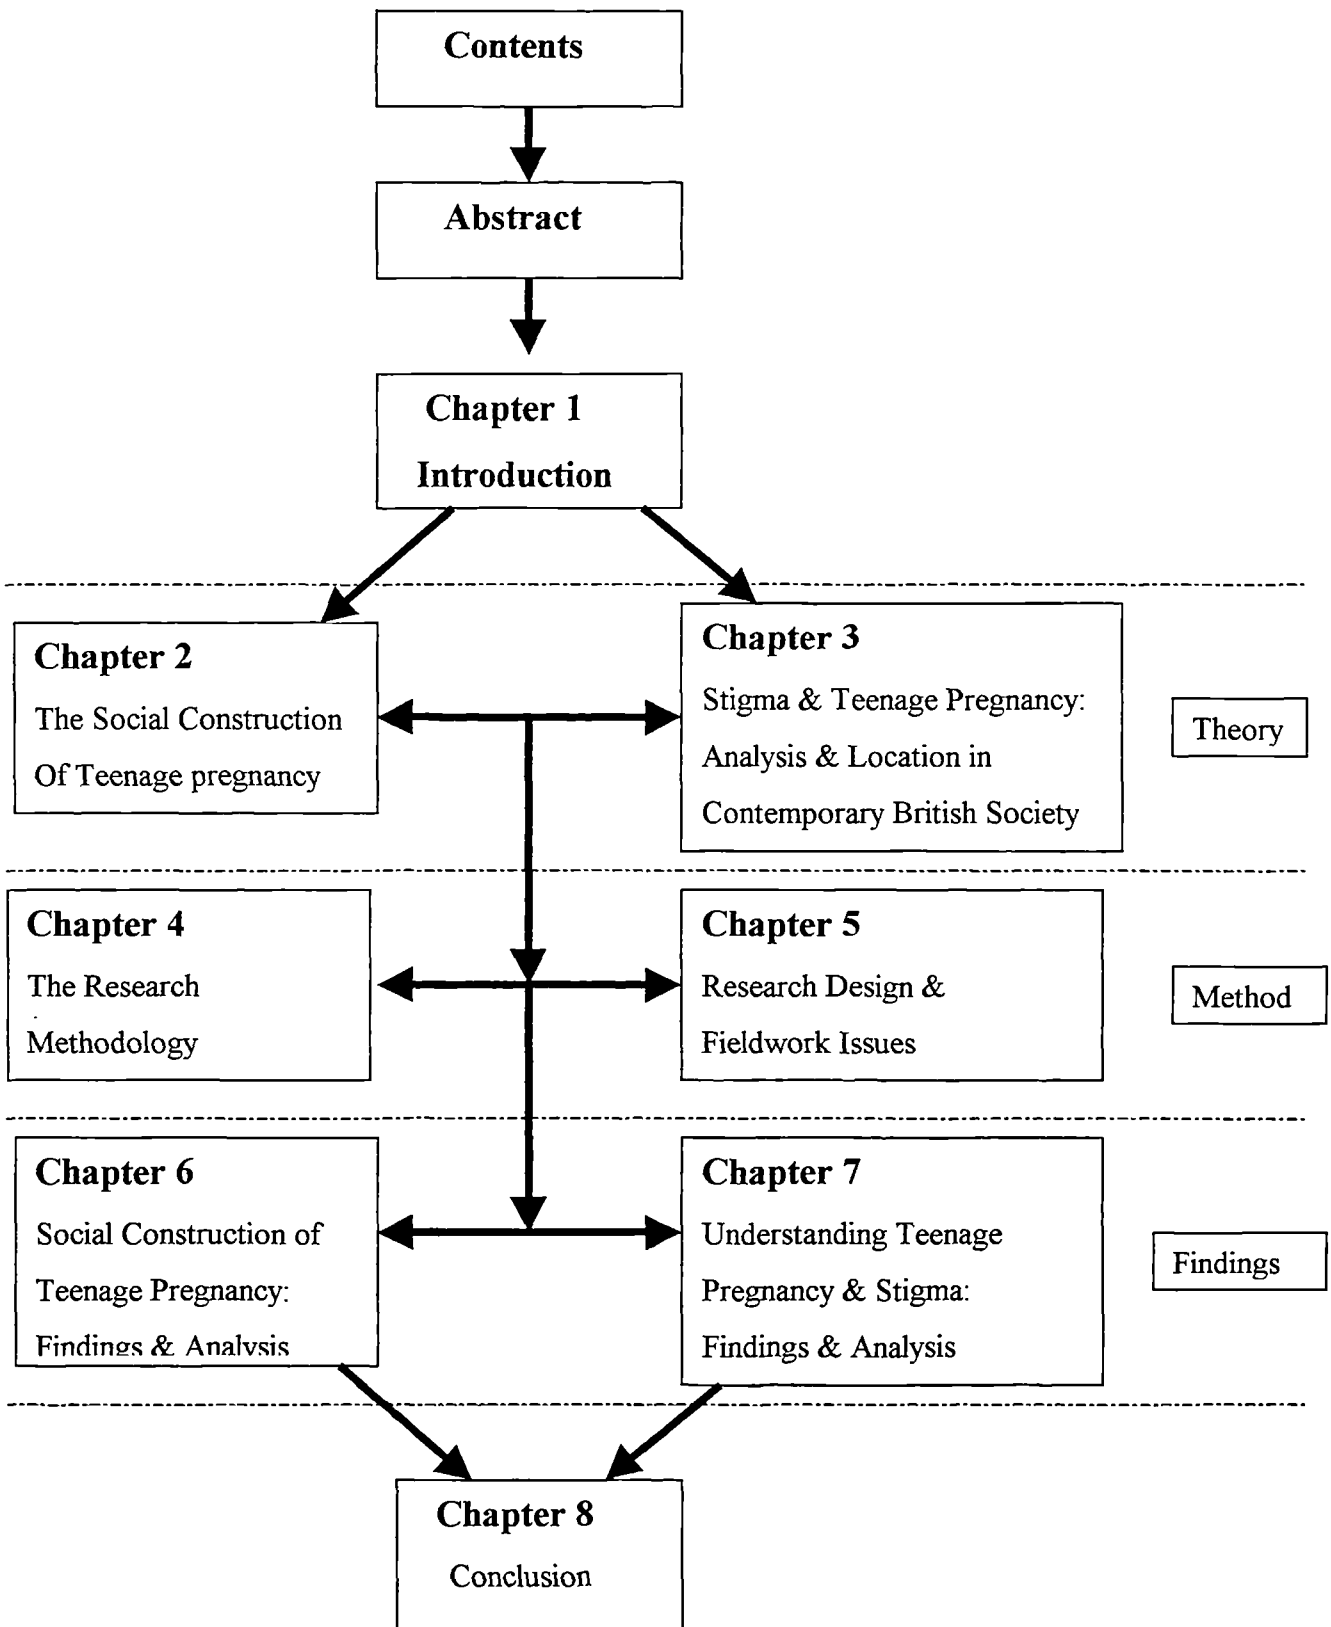 Contents
Abstract
Chapter 1
Introduction
Chapter 2
The Social Construction
Of Teenage pregnancy
Chapter 3
Stigma & Teenage Pregnancy:
Analysis & Location in
Contemporary British Society
Theory
Chapter 4
The Research
Methodology
Chapter 5
Research Design &
Fieldwork Issues
Method
Chapter 6
Social Construction of
Teenage Pregnancy:
Findings & Analysis
Chapter 7
Understanding Teenage
Pregnancy & Stigma:
Findings & Analysis
Findings
Chapter 8
Conclusion